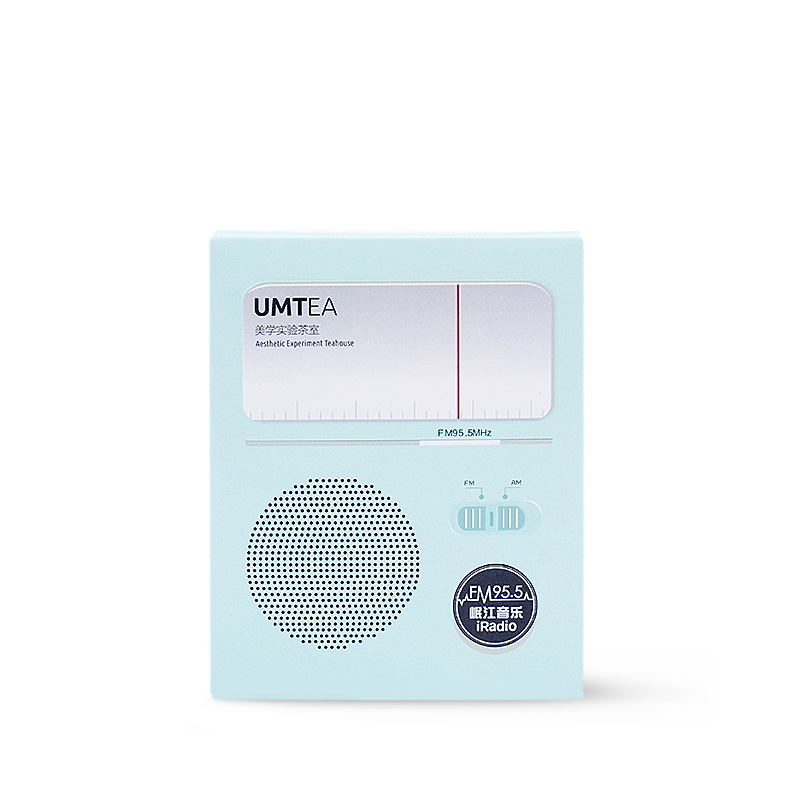 UMTEA
美学实验茶室
Aesthetic Experiment Teahouse
FM95.5MHz
FM AM
FM95.5
岷江音乐
iRadio